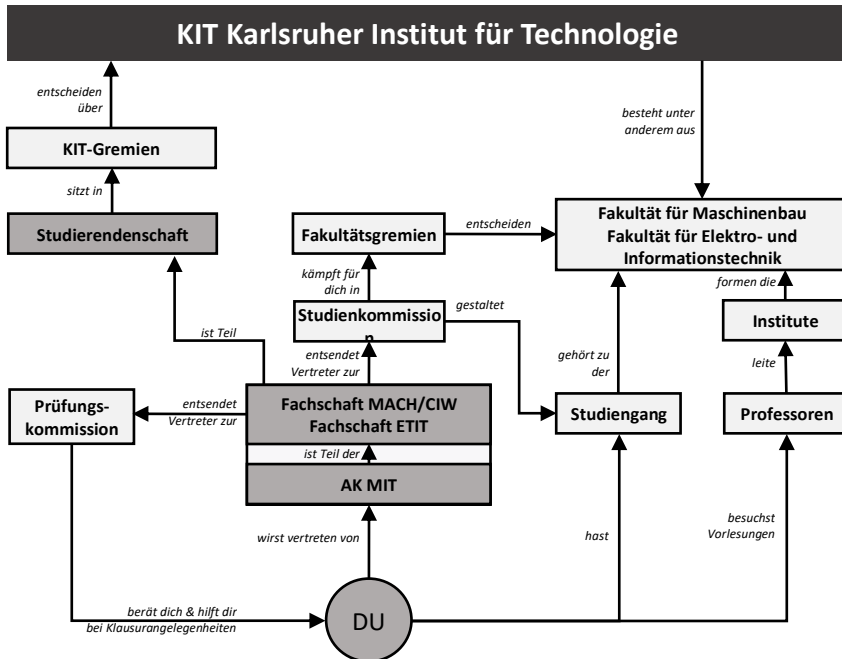 KIT Karlsruher Institut für Technologie
entscheiden
über
besteht unter
anderem aus
KIT-Gremien
sitzt in
Studierendenschaft
Fakultätsgremien
entscheiden
Fakultät für Maschinenbau
Fakultät für Elektro- und
Informationstechnik
kämpft für
dich in
gestaltet
formen die
Studienkommission
Institute
ist Teil
entsendet
Vertreter zur
gehört zu
der
leite
Prüfungs-
kommission
entsendet
Vertreter zur
Fachschaft MACH/CIW
Fachschaft ETIT
Studiengang
Professoren
ist Teil der
AK MIT
wirst vertreten von
hast
besuchst
Vorlesungen
berät dich & hilft dir
bei Klausurangelegenheiten
DU